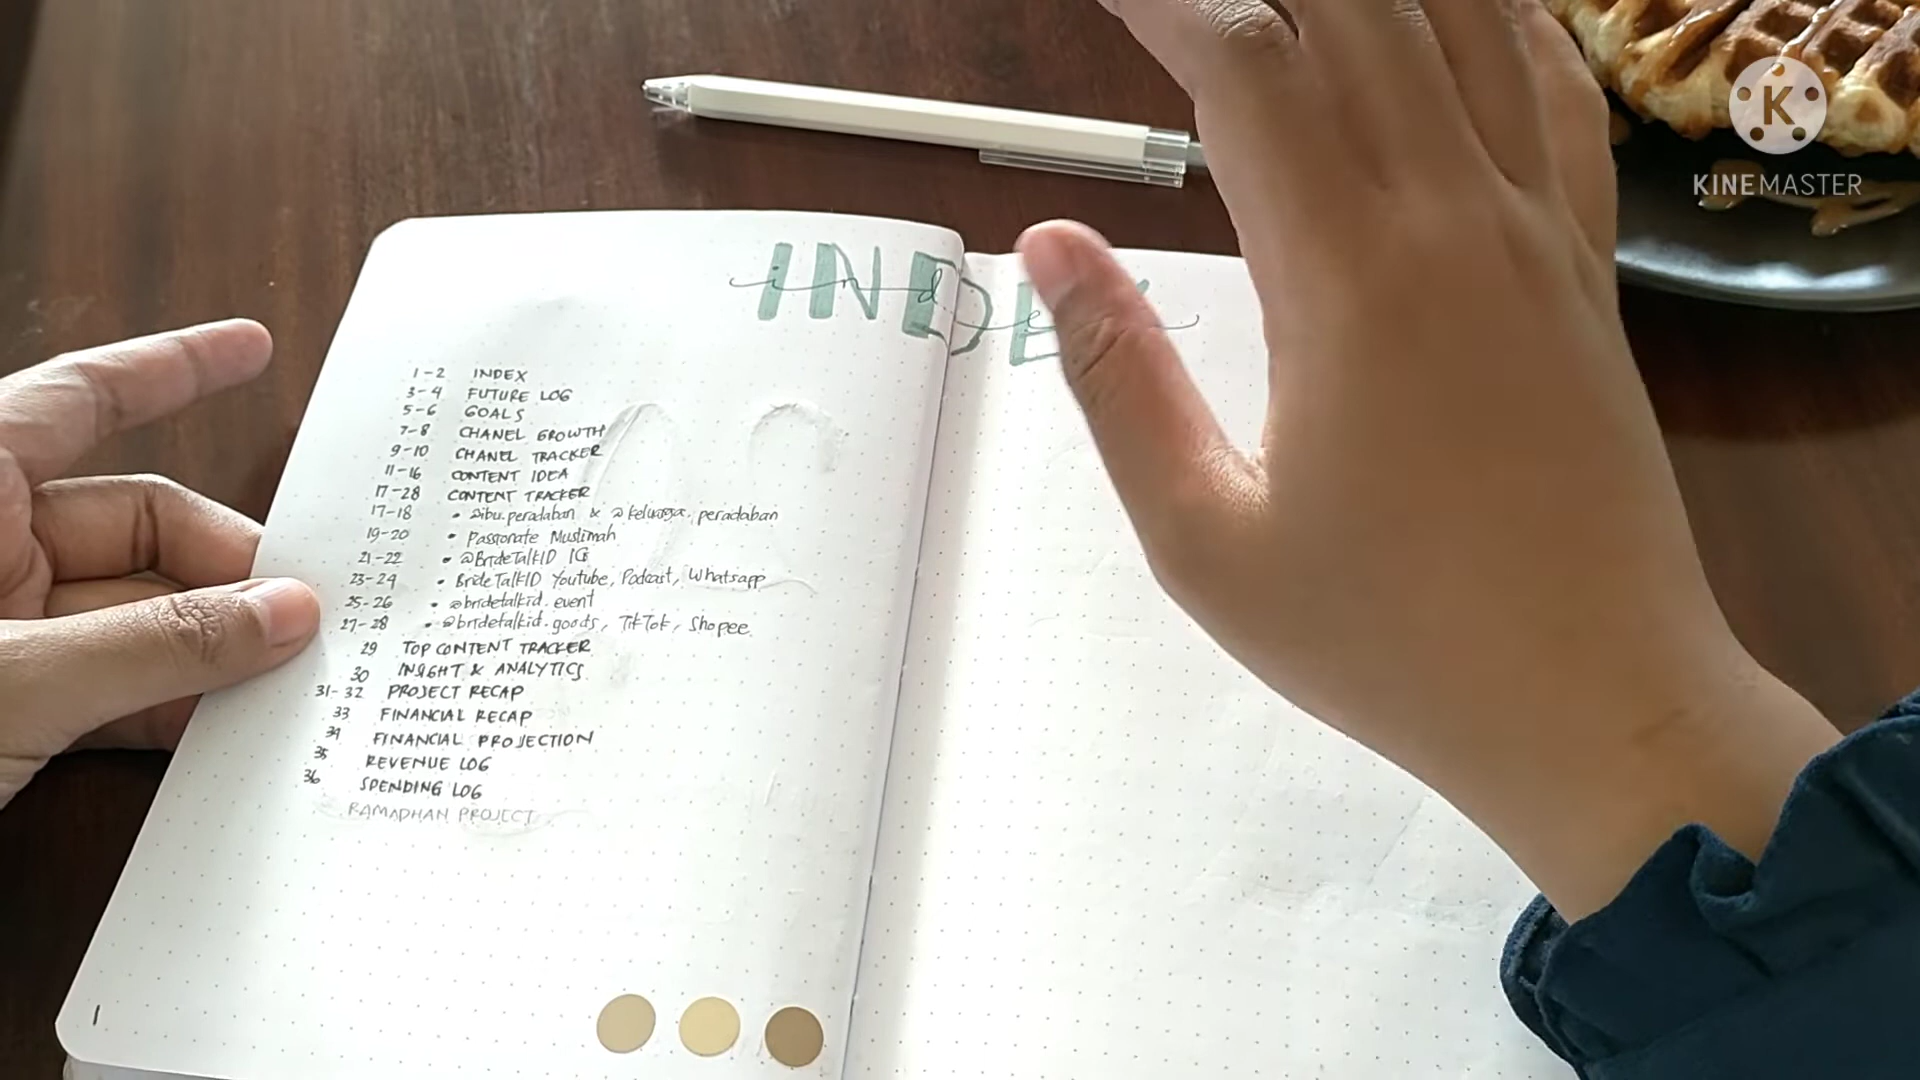 INDEX
index
1-2 INDEX
3-4 FUTURE LOG
5-6 GOALS
7-8 CHANEL GROWTH
9-10 CHANEL TRACKER
11-16 CONTENT IDEA
17-28 CONTENT TRACKER
17-18 • @ibu.peradaban & @keluarga.peradaban
19-20 • Passionate Muslimah
21-22 • @BrideTalkID IG
23-24 • BrideTalkID Youtube, Podcast, Whatsapp
25-26 • @bridetalkid.event
27-28 • @bridetalkid.goods, TikTok, Shopee
29 TOP CONTENT TRACKER
30 INSIGHT & ANALYTICS
31-32 PROJECT RECAP
33 FINANCIAL RECAP
34 FINANCIAL PROJECTION
35 REVENUE LOG
36 SPENDING LOG
RAMADHAN PROJECT
1
K
KINEMASTER